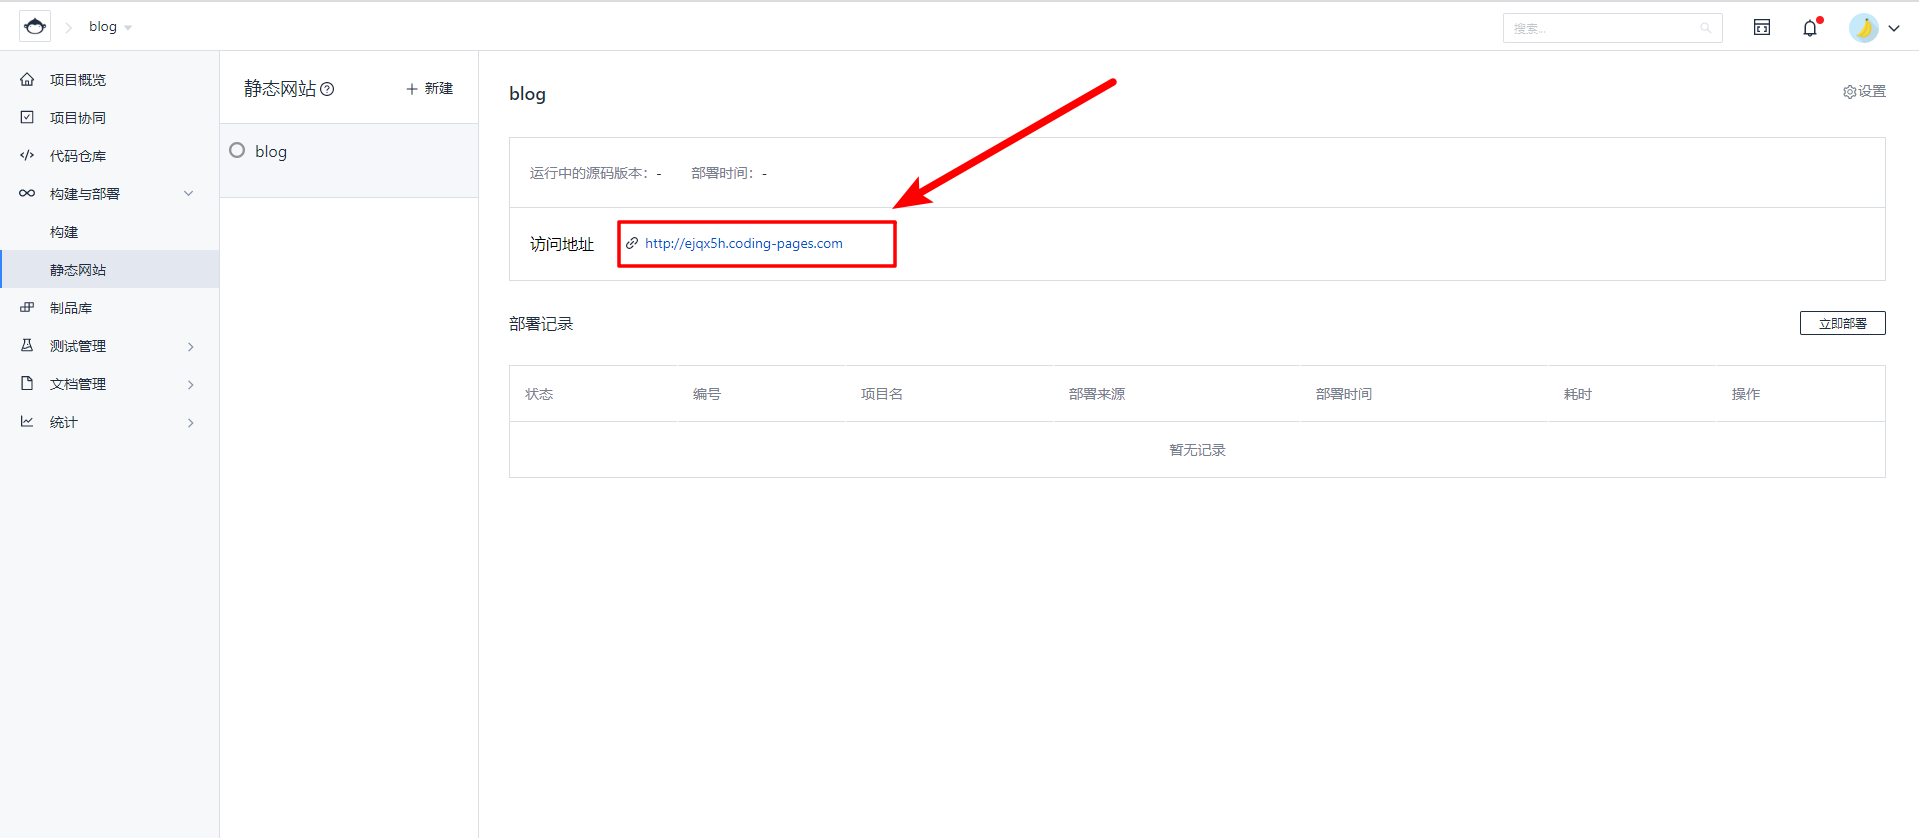 blog
搜索...
项目概览
项目协同
代码仓库
构建与部署
构建
静态网站
制品库
测试管理
文档管理
统计
静态网站
新建
blog
blog
设置
运行中的源码版本： - 部署时间： -
访问地址 http://ejqx5h.coding-pages.com
部署记录
立即部署
状态 编号 项目名 部署来源 部署时间 耗时 操作
暂无记录